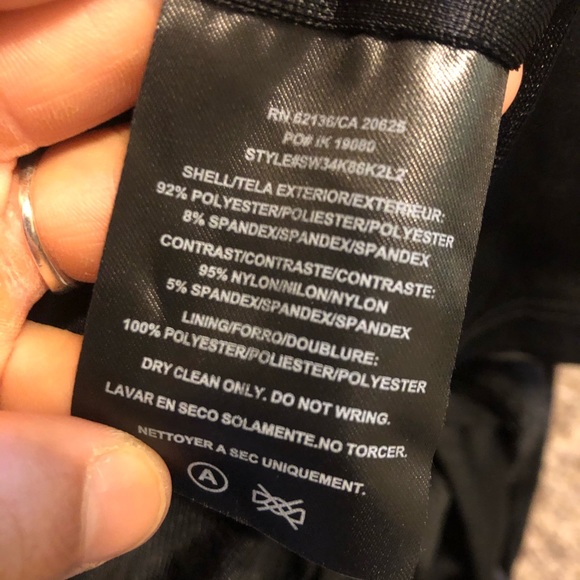 RN 62136/CA 20625
PO# IK 19080
STYLE#SW34K86K2L2
SHELL/TELA EXTERIOR/EXTERIEUR:
92% POLYESTER/POLIESTER/POLYESTER
8% SPANDEX/SPANDEX/SPANDEX
CONTRAST/CONTRASTE/CONTRASTE:
95% NYLON/NILON/NYLON
5% SPANDEX/SPANDEX/SPANDEX
LINING/FORRO/DOUBLURE:
100% POLYESTER/POLIESTER/POLYESTER
DRY CLEAN ONLY. DO NOT WRING.
LAVAR EN SECO SOLAMENTE.NO TORCER.
NETTOYER A SEC UNIQUEMENT.
A